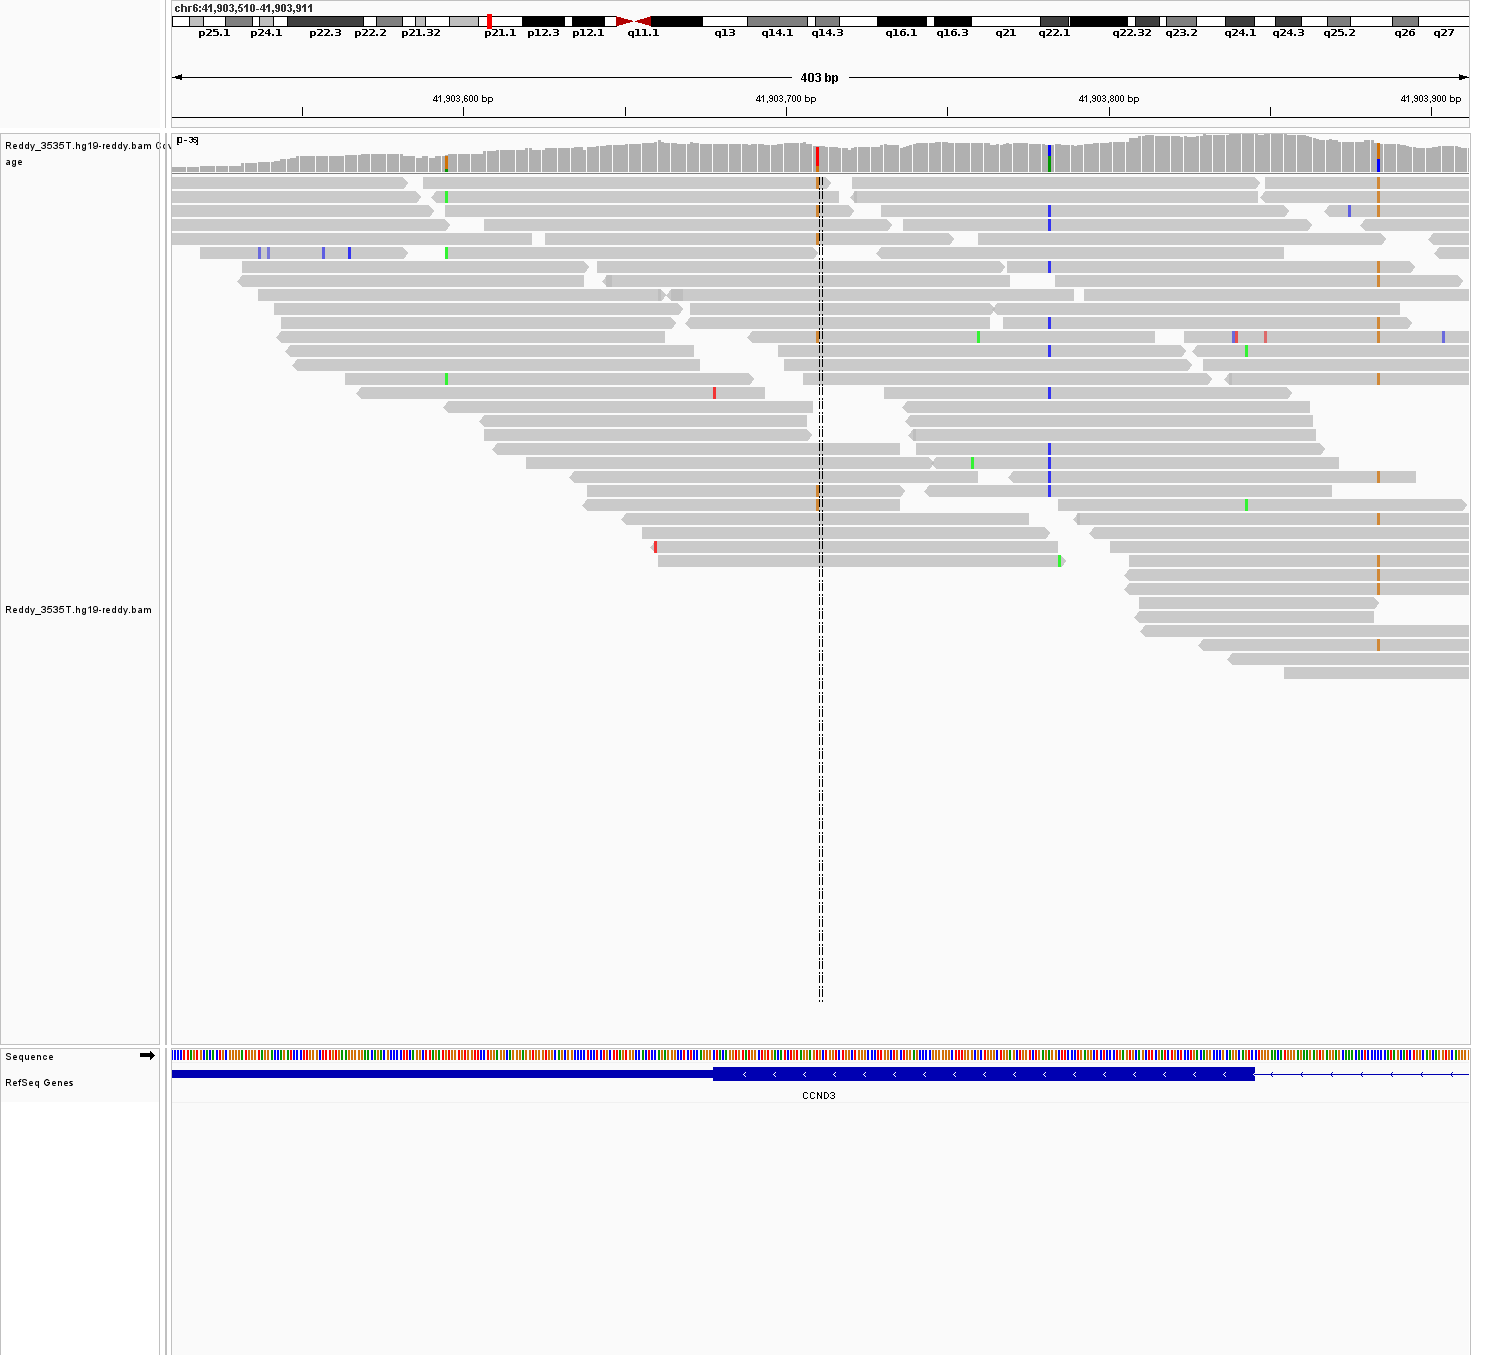 chr6:41,903,510-41,903,911
p25.1 p24.1 p22.3 p22.2 p21.32 p21.1 p12.3 p12.1 q11.1 q13 q14.1 q14.3 q16.1 q16.3 q21 q22.1 q22.32 q23.2 q24.1 q24.3 q25.2 q26 q27
403 bp
41,903,600 bp 41,903,700 bp 41,903,800 bp 41,903,900 bp
Reddy_3535T.hg19-reddy.bam Cov
age
[0-36]
Reddy_3535T.hg19-reddy.bam
Sequence
RefSeq Genes
CCND3